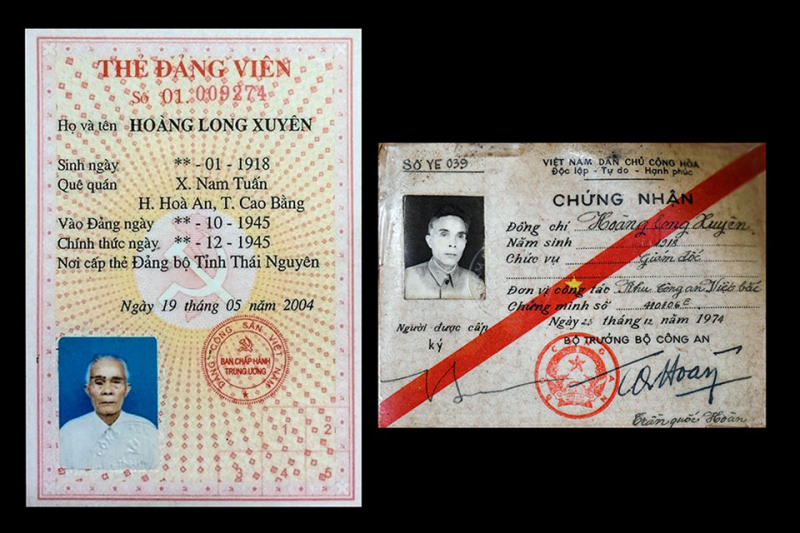 THẺ ĐẢNG VIÊN
Số 01. 009274
Họ và tên HOÀNG LONG XUYÊN
Sinh ngày **-01-1918
Quê quán X. Nam Tuấn
H. Hoà An, T. Cao Bằng
Vào Đảng ngày **-10-1945
Chính thức ngày **-12-1945
Nơi cấp thẻ Đảng bộ Tỉnh Thái Nguyên
Ngày 19 tháng 05 năm 2004
ĐẢNG CỘNG SẢN VIỆT NAM
BAN CHẤP HÀNH
TRUNG ƯƠNG
2
3 4 5
SỐ YE 039
VIỆT NAM DÂN CHỦ CỘNG HÒA
Độc lập - Tự do - Hạnh phúc
CHỨNG NHẬN
Đồng chí Hoàng Long Xuyên
Năm sinh 1918
Chức vụ Giám đốc
Đơn vị công tác Khu Công an Việt bắc
Chứng minh số
Ngày 25 tháng 12 năm 1974
Người được cấp
ký
BỘ TRƯỞNG BỘ CÔNG AN
Trần quốc Hoàn